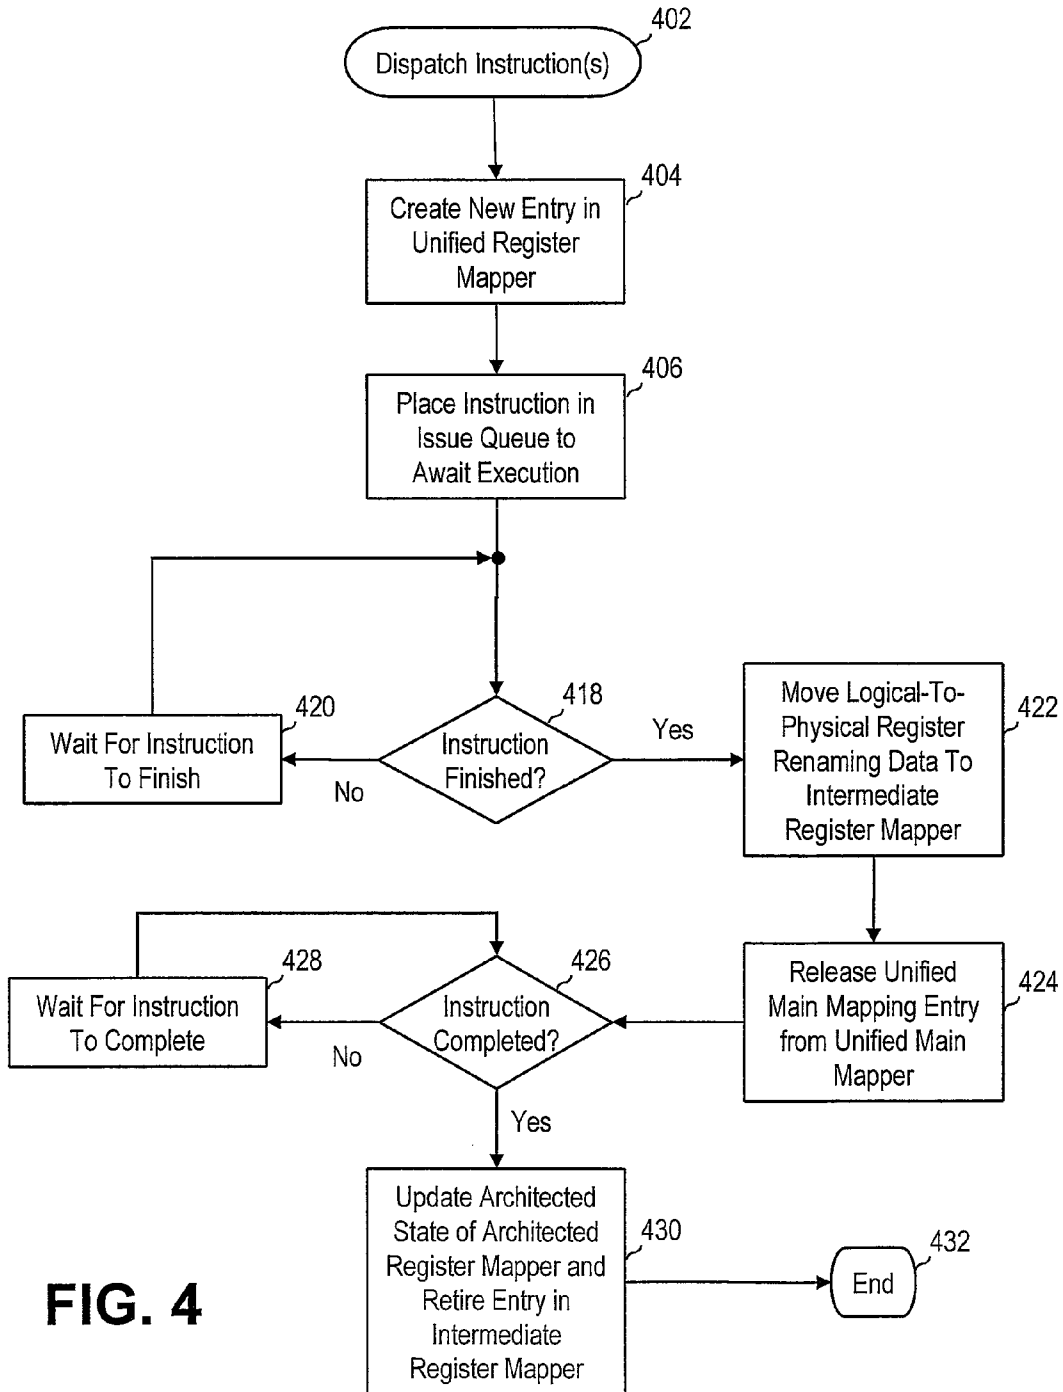 402
Dispatch Instruction(s)
404
Create New Entry in
Unified Register
Mapper
406
Place Instruction in
Issue Queue to
Await Execution
418
Instruction
Finished?
No
Yes
420
Wait For Instruction
To Finish
422
Move Logical-To-
Physical Register
Renaming Data To
Intermediate
Register Mapper
424
Release Unified
Main Mapping Entry
from Unified Main
Mapper
426
Instruction
Completed?
No
Yes
428
Wait For Instruction
To Complete
430
Update Architected
State of Architected
Register Mapper and
Retire Entry in
Intermediate
Register Mapper
432
End
FIG. 4